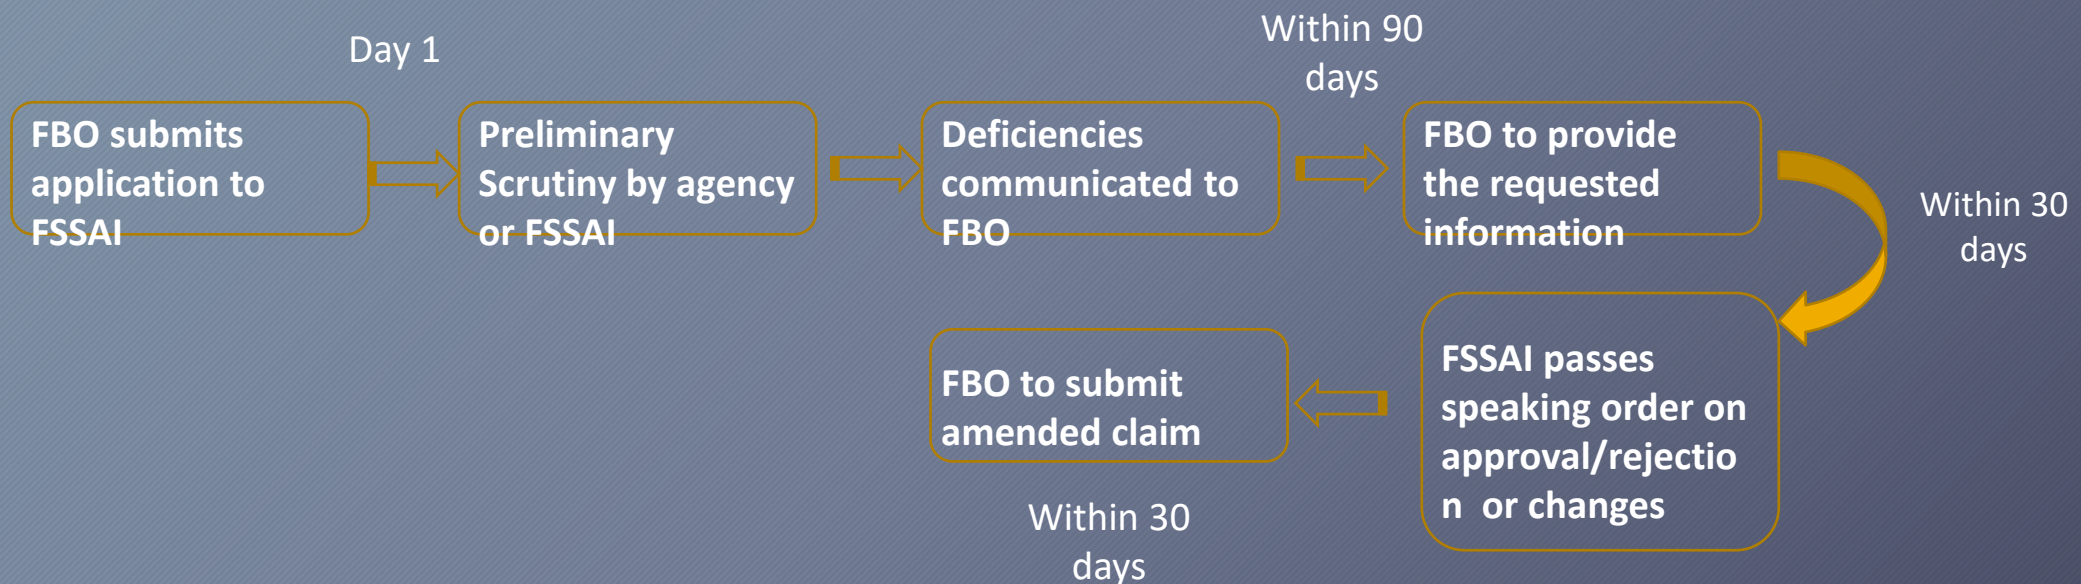 Day 1
Within 90
days
FBO submits
application to
FSSAI
Preliminary
Scrutiny by agency
or FSSAI
Deficiencies
communicated to
FBO
FBO to provide
the requested
information
Within 30
days
FSSAI passes
speaking order on
approval/rejectio
n or changes
FBO to submit
amended claim
Within 30
days